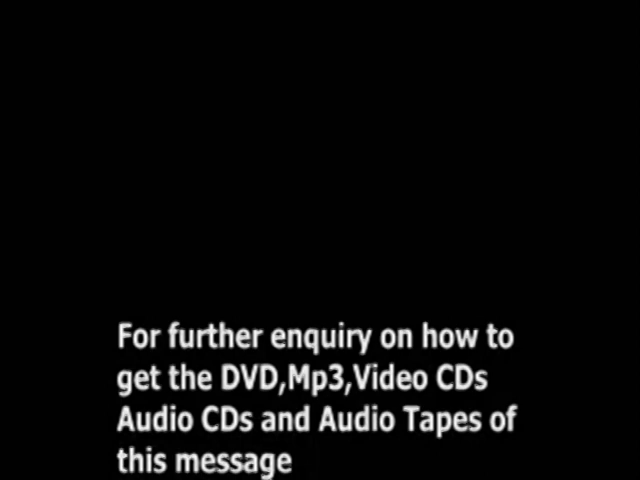 For further enquiry on how to
get the DVD,Mp3,Video CDs
Audio CDs and Audio Tapes of
this message